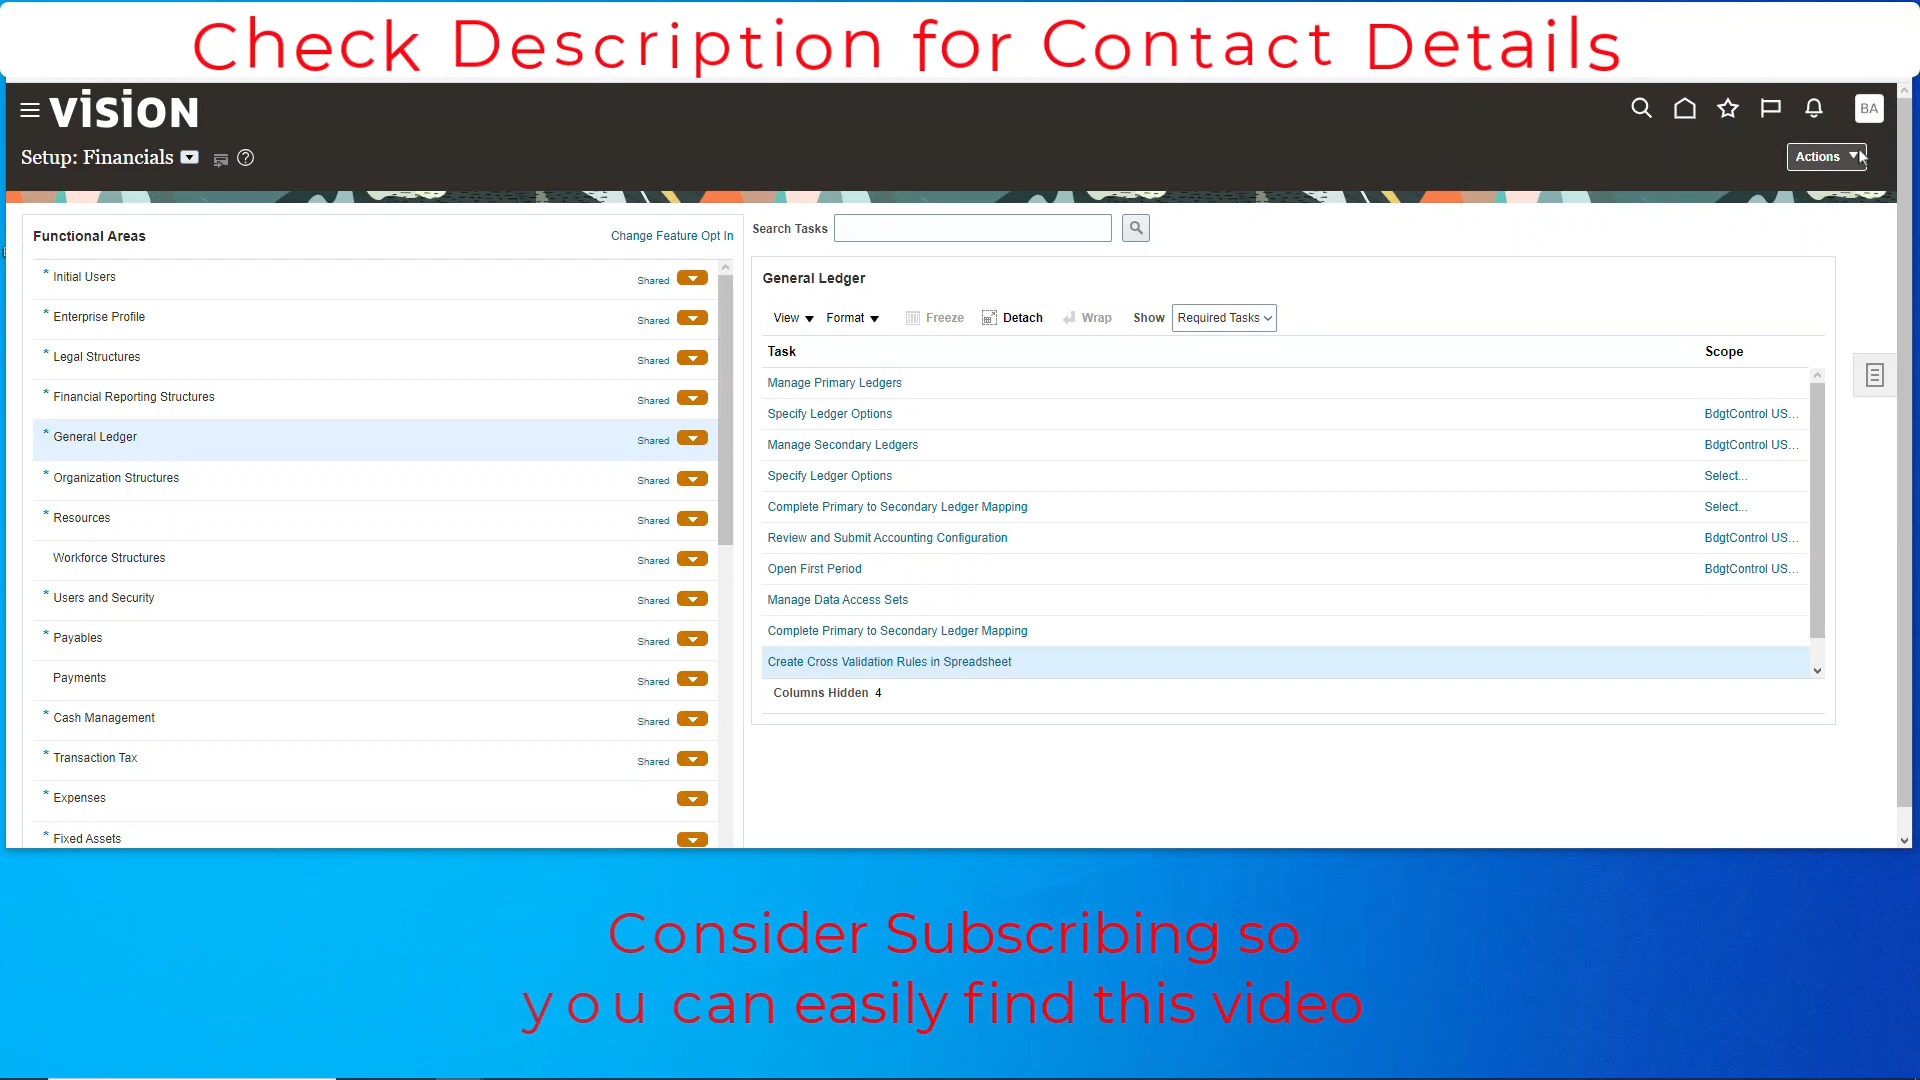 Check Description for Contact Details
VISION
BA
Setup: Financials
Actions
Functional Areas
Change Feature Opt In
* Initial Users Shared
* Enterprise Profile Shared
* Legal Structures Shared
* Financial Reporting Structures Shared
* General Ledger Shared
* Organization Structures Shared
* Resources Shared
Workforce Structures Shared
* Users and Security Shared
* Payables Shared
Payments Shared
* Cash Management Shared
* Transaction Tax Shared
* Expenses
* Fixed Assets
Search Tasks
General Ledger
View Format Freeze Detach Wrap Show Required Tasks
Task Scope
Manage Primary Ledgers
Specify Ledger Options BdgtControl US...
Manage Secondary Ledgers BdgtControl US...
Specify Ledger Options Select...
Complete Primary to Secondary Ledger Mapping Select...
Review and Submit Accounting Configuration BdgtControl US...
Open First Period BdgtControl US...
Manage Data Access Sets
Complete Primary to Secondary Ledger Mapping
Create Cross Validation Rules in Spreadsheet
Columns Hidden 4
Consider Subscribing so
you can easily find this video